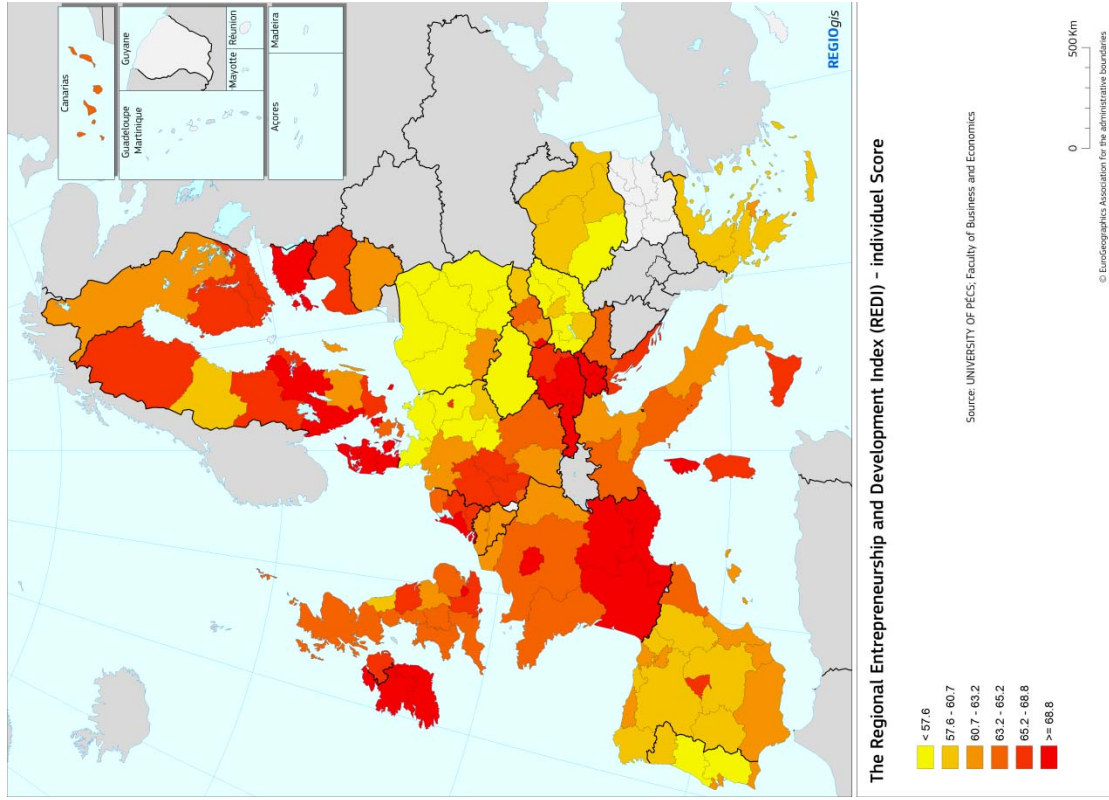 Canarias
Guadeloupe
Martinique
Guyane
Mayotte
Réunion
Açores
Madeira
REGIOgis
The Regional Entrepreneurship and Development Index (REDI) - individuel Score
< 57.6
57.6 - 60.7
60.7 - 63.2
63.2 - 65.2
65.2 - 68.8
>= 68.8
Source: UNIVERSITY OF PÉCS; Faculty of Business and Economics
0 500 Km
© EuroGeographics Association for the administrative boundaries